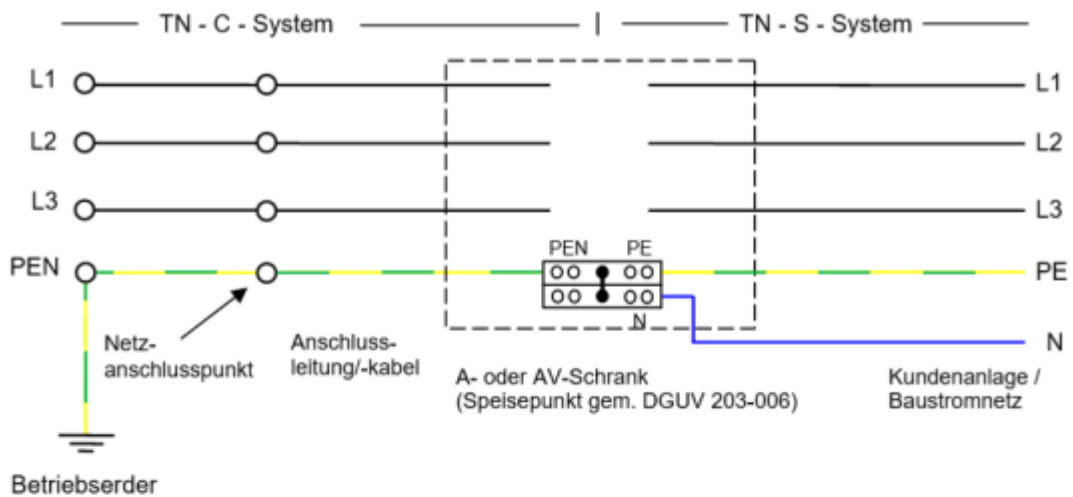 TN - C - System
TN - S - System
L1
L1
L2
L2
L3
L3
PEN
PEN
PE
PE
N
N
Netz-
anschlusspunkt
Anschluss-
leitung/-kabel
A- oder AV-Schrank
(Speisepunkt gem. DGUV 203-006)
Kundenanlage /
Baustromnetz
Betriebserder